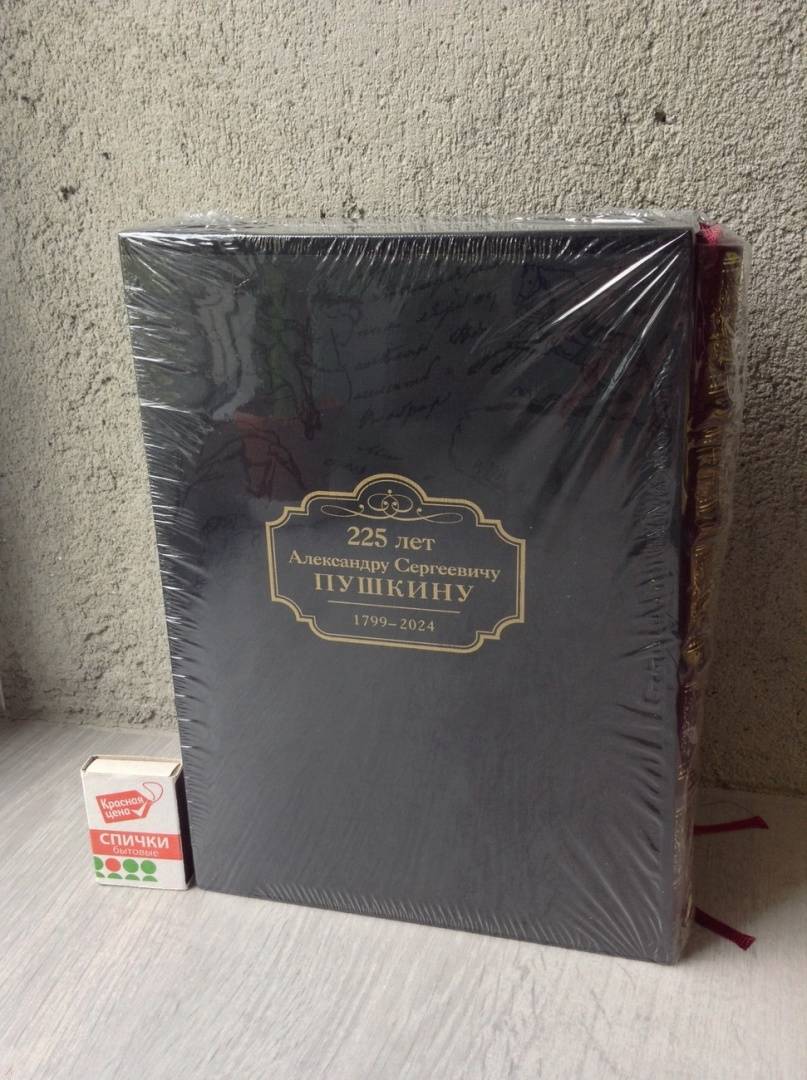 225 лет
Александру Сергеевичу
ПУШКИНУ
1799–2024
Красная
цена
СПИЧКИ
бытовые